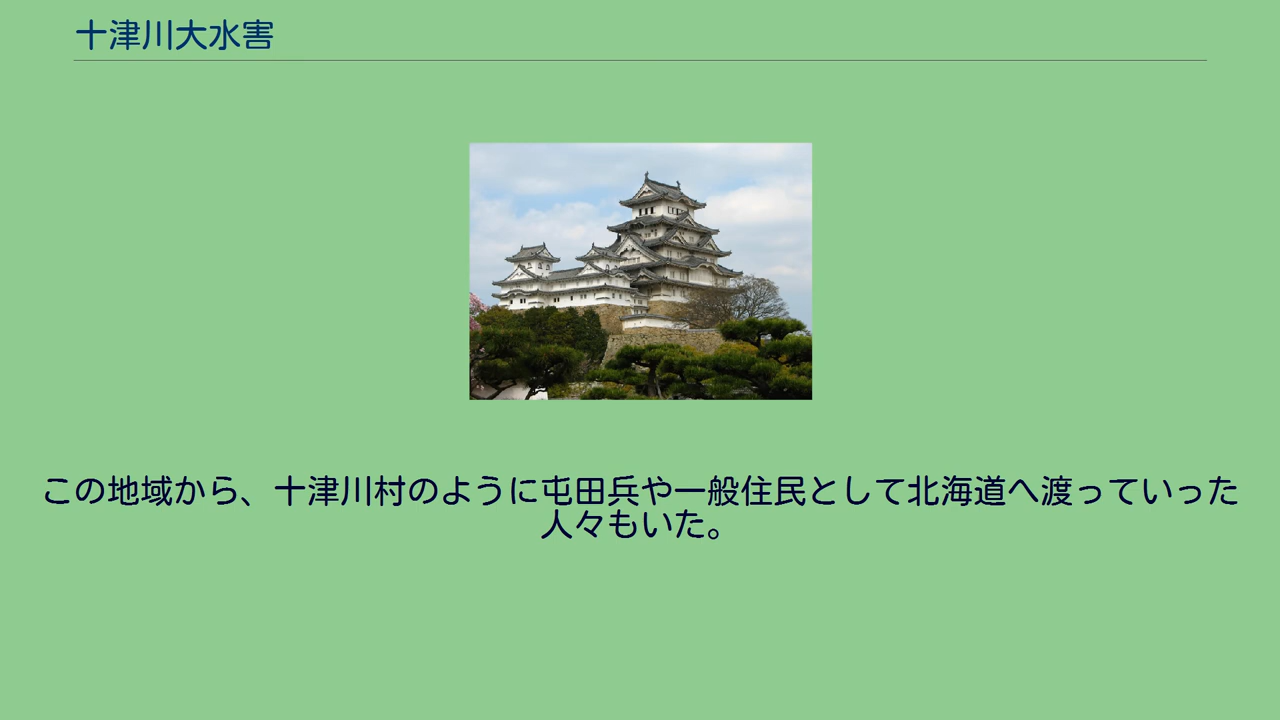 十津川大水害
この地域から、十津川村のように屯田兵や一般住民として北海道へ渡っていった
人々もいた。